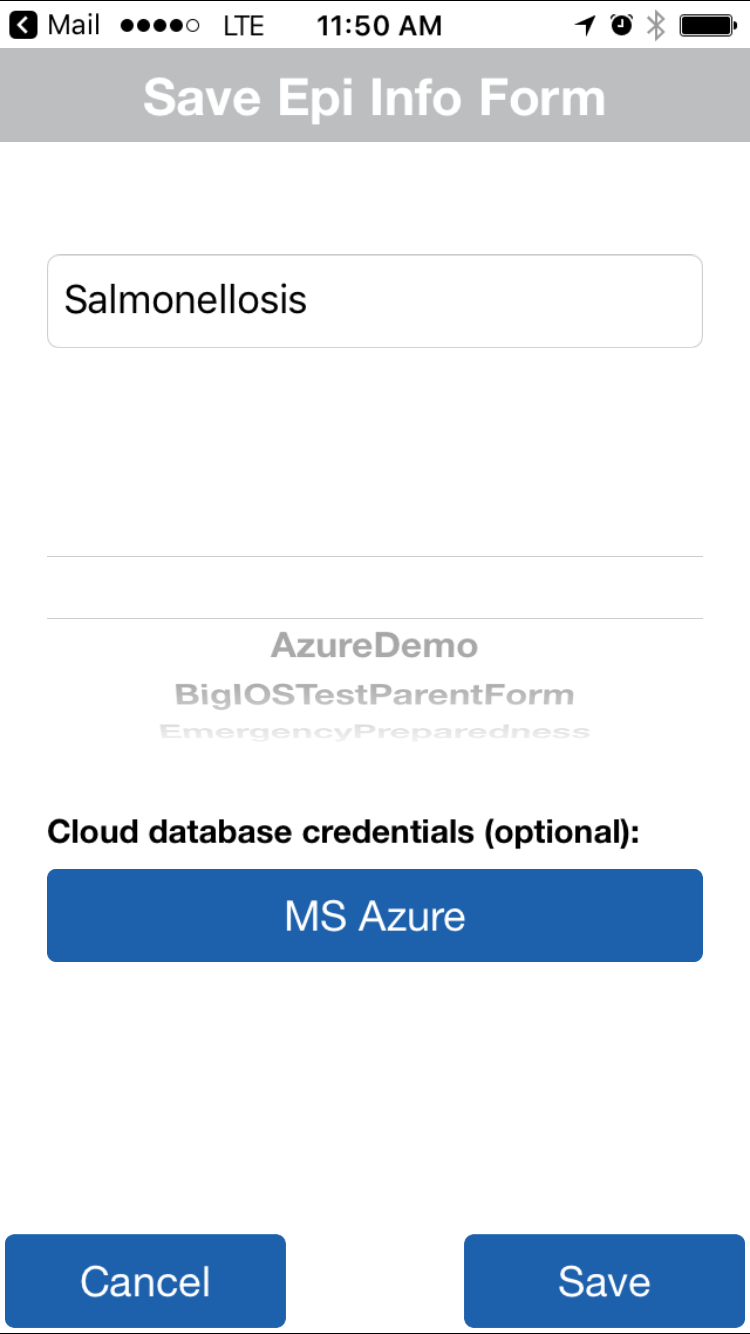 Mail LTE 11:50 AM
Save Epi Info Form
Salmonellosis
AzureDemo
BigIOSTestParentForm
EmergencyPreparedness
Cloud database credentials (optional):
MS Azure
Cancel Save